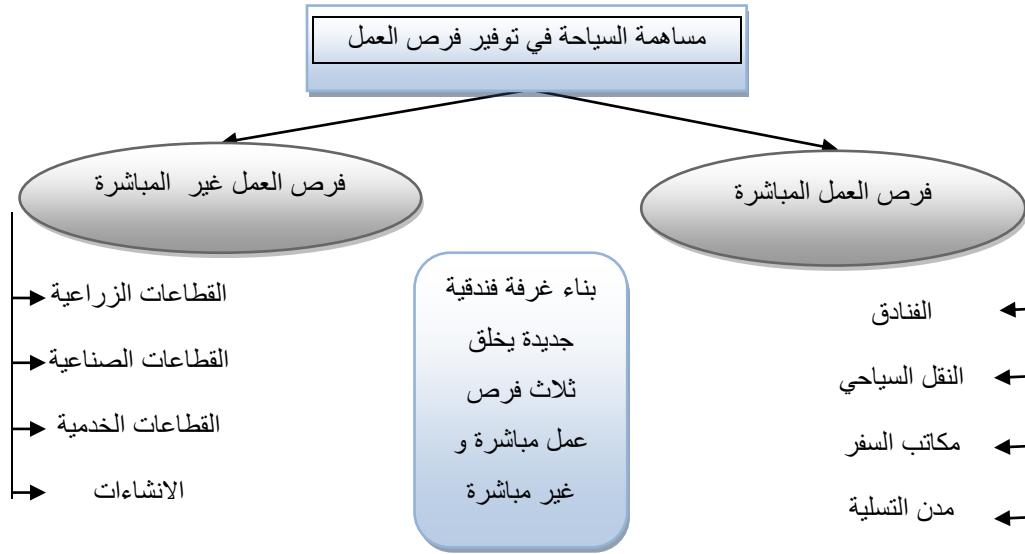 مساهمة السياحة في توفير فرص العمل
فرص العمل المباشرة
فرص العمل غير المباشرة
الفنادق
النقل السياحي
مكاتب السفر
مدن التسلية
بناء غرفة فندقية
جديدة يخلق
ثلاث فرص
عمل مباشرة و
غير مباشرة
القطاعات الزراعية
القطاعات الصناعية
القطاعات الخدمية
الانشاءات